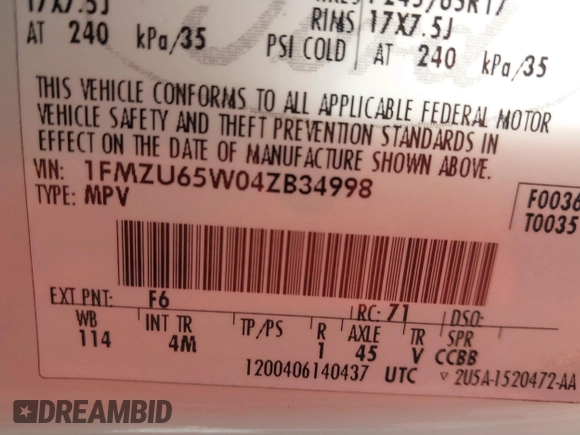 17X7.5J
RIMS 17X7.5J
AT 240 kPa/35
PSI COLD AT 240 kPa/35
THIS VEHICLE CONFORMS TO ALL APPLICABLE FEDERAL MOTOR
VEHICLE SAFETY AND THEFT PREVENTION STANDARDS IN
EFFECT ON THE DATE OF MANUFACTURE SHOWN ABOVE.
VIN: 1FMZU65W04ZB34998
TYPE: MPV
F0036
T0035
EXT PNT: F6 RC: 71 DSO:
WB INT TR TP/PS R AXLE TR SPR
114 4M 1 45 V CCBB
1200406140437 UTC ▽ 2U5A-1520472-AA
DREAMBID